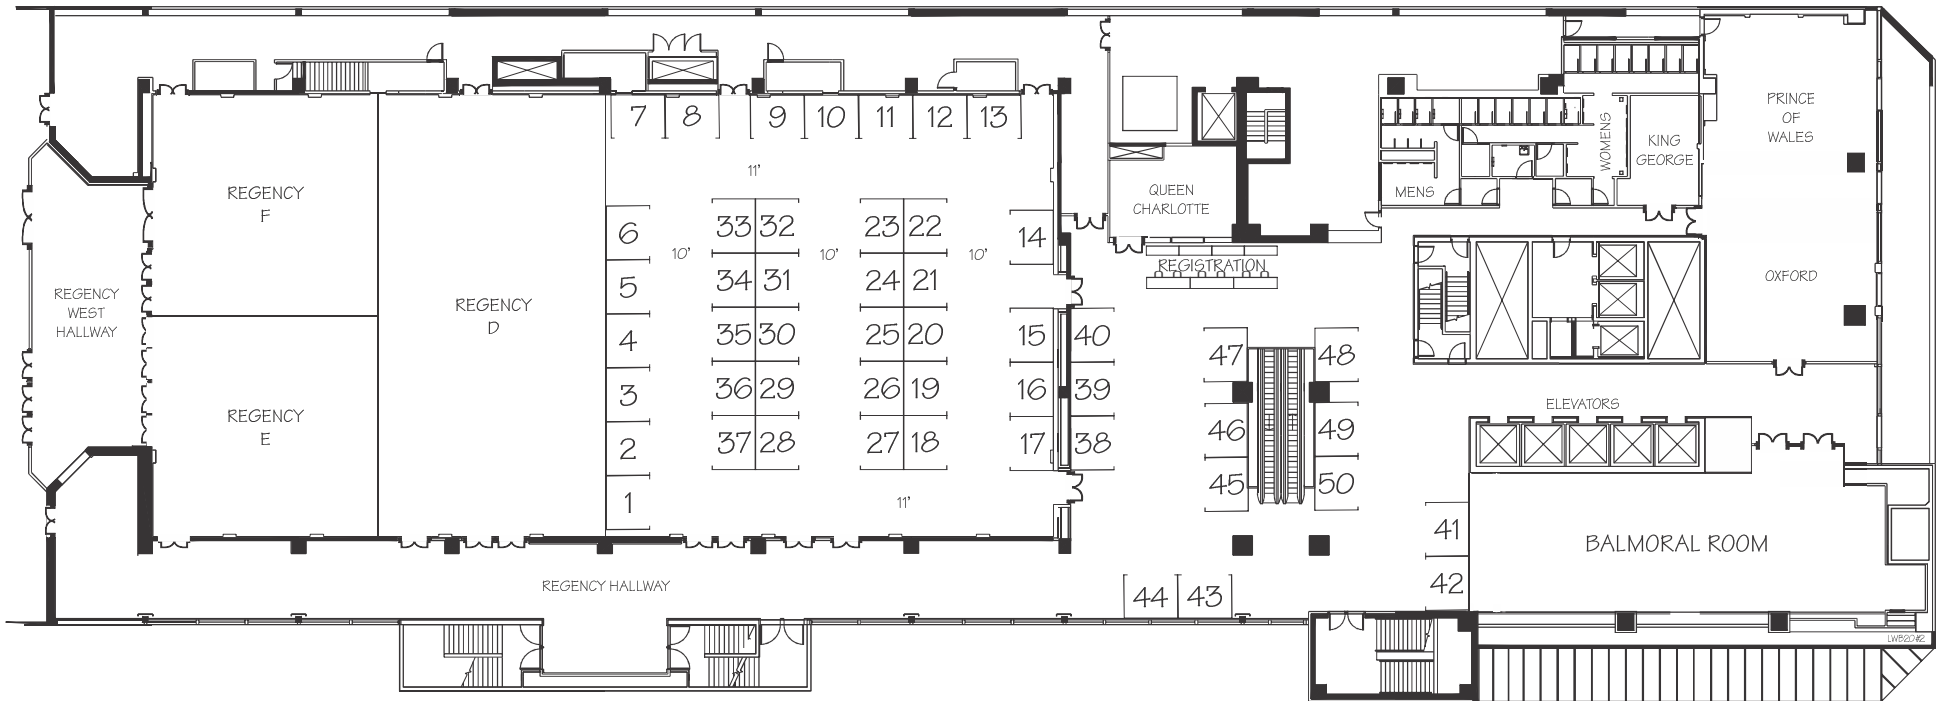 7 8 9 10 11 12 13
PRINCE
OF
WALES
WOMENS
KING
GEORGE
11'
MENS
QUEEN
CHARLOTTE
REGENCY
F
6 33 32 23 22 14
10' 10' 10'
REGISTRATION
OXFORD
5 34 31 24 21
REGENCY
WEST
HALLWAY
REGENCY
D
4 35 30 25 20 15 40
47 48
3 36 29 26 19 16 39
ELEVATORS
REGENCY
E
2 37 28 27 18 17 38
46 49
45 50
1
11'
41
BALMORAL ROOM
42
REGENCY HALLWAY
44 43
LWB20#2